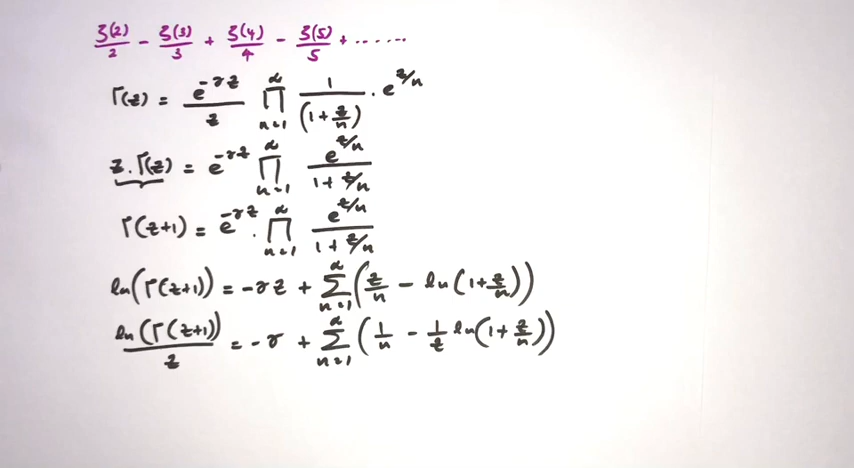 ζ(2)/2 - ζ(3)/3 + ζ(4)/4 - ζ(5)/5 + ......
Γ(z) = e^{-γz}/z ∏_{n=1}^{∞} 1/(1+z/n) . e^{z/n}
z.Γ(z) = e^{-γz} ∏_{n=1}^{∞} e^{z/n}/(1+z/n)
Γ(z+1) = e^{-γz} . ∏_{n=1}^{∞} e^{z/n}/(1+z/n)
ln(Γ(z+1)) = -γz + ∑_{n=1}^{∞} (z/n - ln(1+z/n))
ln(Γ(z+1))/z = -γ + ∑_{n=1}^{∞} (1/n - 1/z ln(1+z/n))